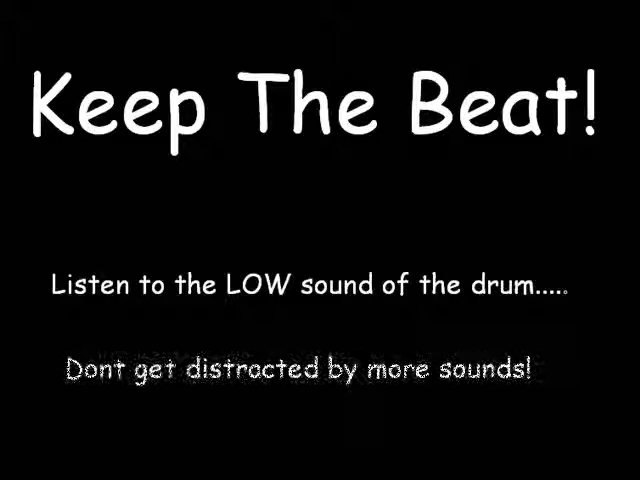 Keep The Beat!
Listen to the LOW sound of the drum.....
Dont get distracted by more sounds!